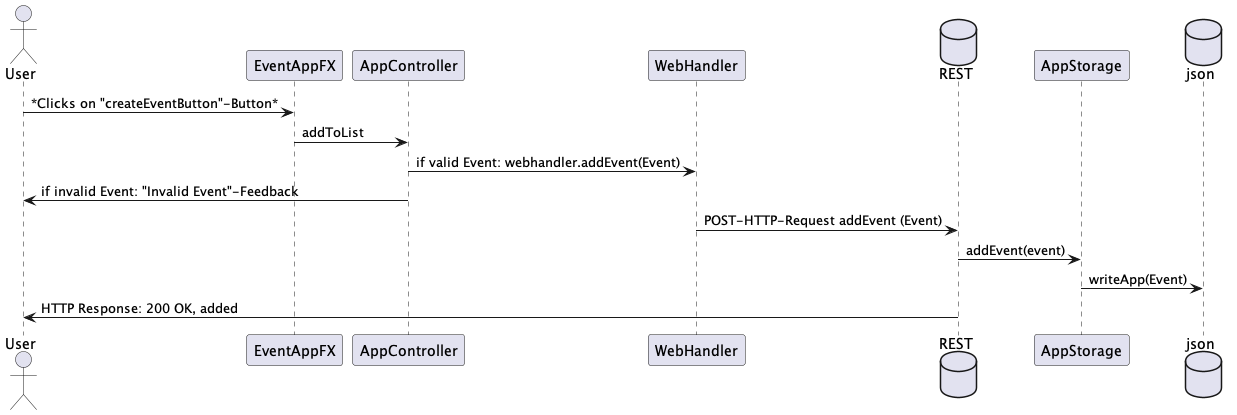 User
EventAppFX
AppController
WebHandler
REST
AppStorage
json
*Clicks on "createEventButton"-Button*
addToList
if valid Event: webhandler.addEvent(Event)
if invalid Event: "Invalid Event"-Feedback
POST-HTTP-Request addEvent (Event)
addEvent(event)
writeApp(Event)
HTTP Response: 200 OK, added
User
EventAppFX
AppController
WebHandler
REST
AppStorage
json